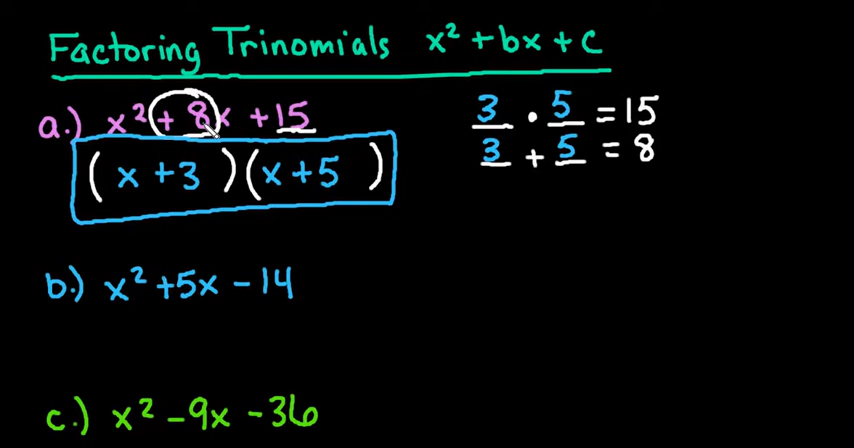 Factoring Trinomials x² + bx + c
a.) x² + 8x + 15
3 · 5 = 15
(x + 3)(x + 5)
3 + 5 = 8
b.) x² + 5x - 14
c.) x² - 9x - 36